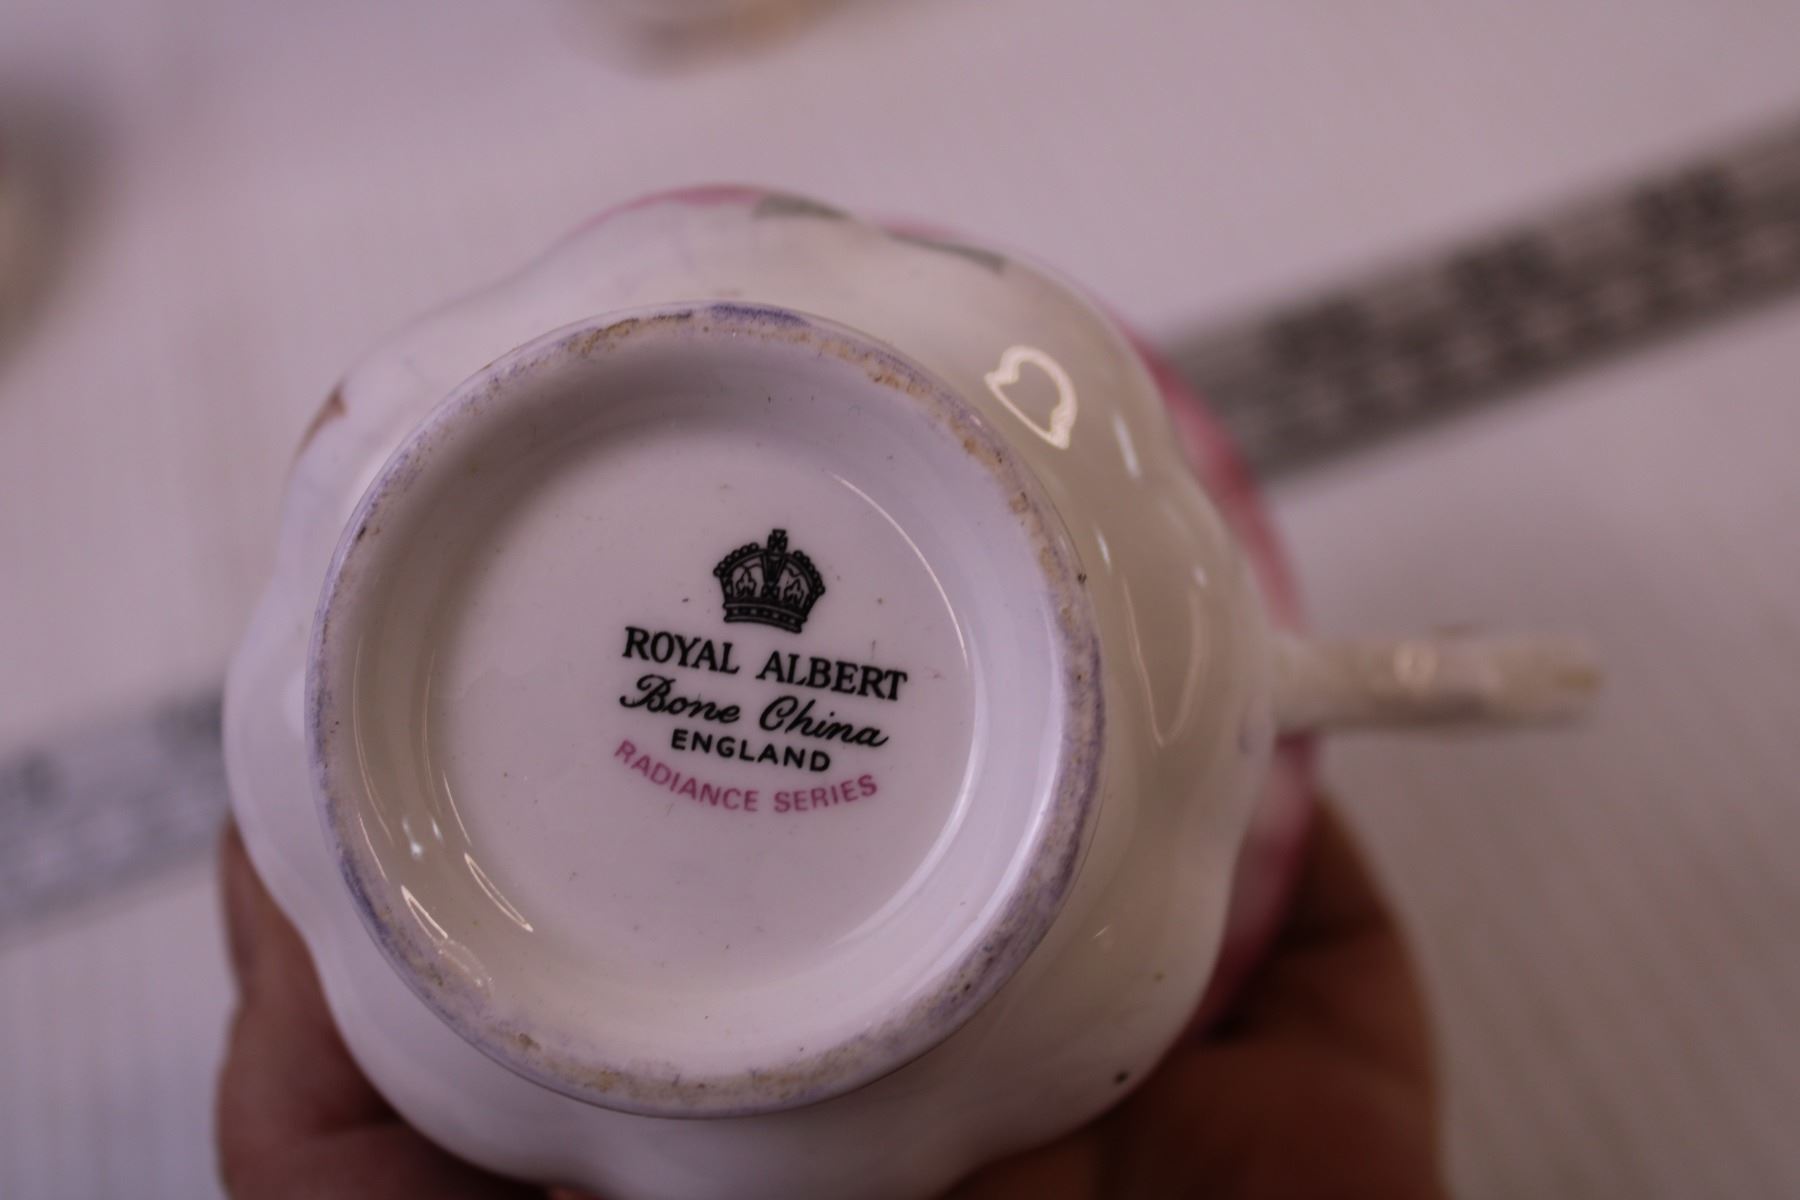 ROYAL ALBERT
Bone China
ENGLAND
RADIANCE SERIES